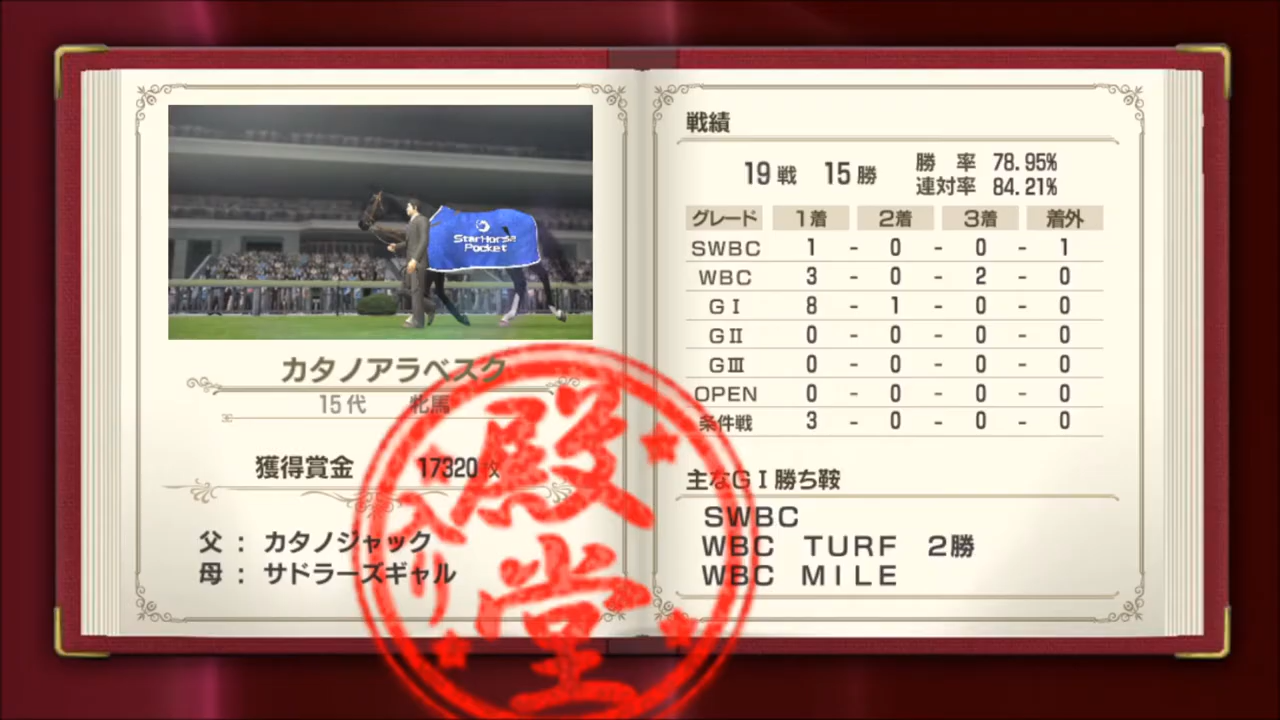 StarHorse
Pocket
カタノアラベスク
15代 牝馬
獲得賞金 17320枚
父 : カタノジャック
母 : サドラーズギャル
戦績
19戦 15勝 勝率 78.95%
連対率 84.21%
グレード 1着 2着 3着 着外
SWBC 1 - 0 - 0 - 1
WBC 3 - 0 - 2 - 0
GⅠ 8 - 1 - 0 - 0
GⅡ 0 - 0 - 0 - 0
GⅢ 0 - 0 - 0 - 0
OPEN 0 - 0 - 0 - 0
条件戦 3 - 0 - 0 - 0
主なGⅠ勝ち鞍
SWBC
WBC TURF 2勝
WBC MILE
殿堂
入り